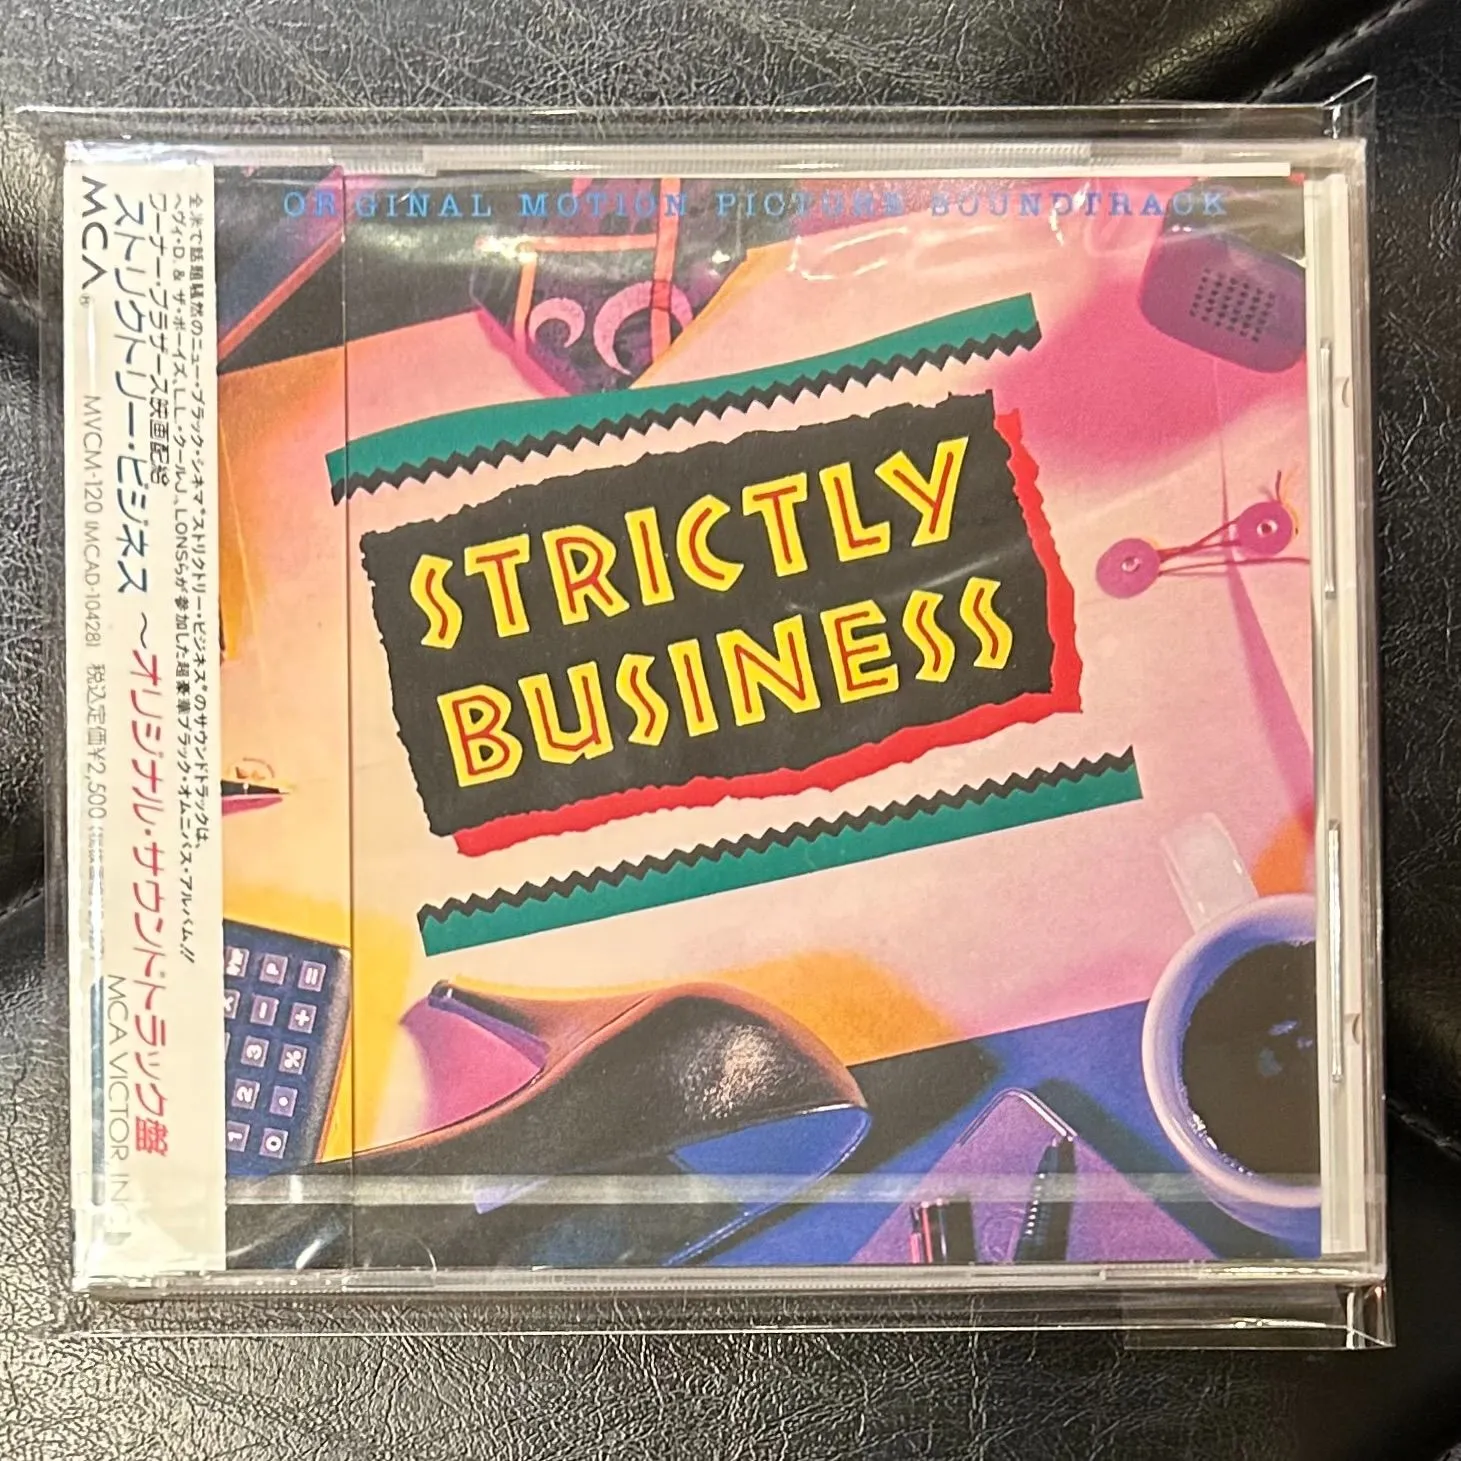 ORIGINAL MOTION PICTURE SOUNDTRACK
STRICTLY
BUSINESS
全米で話題騒然のニュー・ブラック・シネマ"ストリクトリー・ビジネス"のサウンドトラックは、
ヘヴィ・D.& ザ・ボーイズ、L.L.クールJ、LONSらが参加した超豪華ブラック・オムニバス・アルバム!!
ワーナー・ブラザース映画配給
ストリクトリー・ビジネス ～オリジナル・サウンドトラック盤
MCA® MVCM-120 (MCAD-10428) 税込定価¥2,500
MCA VICTOR INC.
=
P
+
-
%
3
•
2
0
1